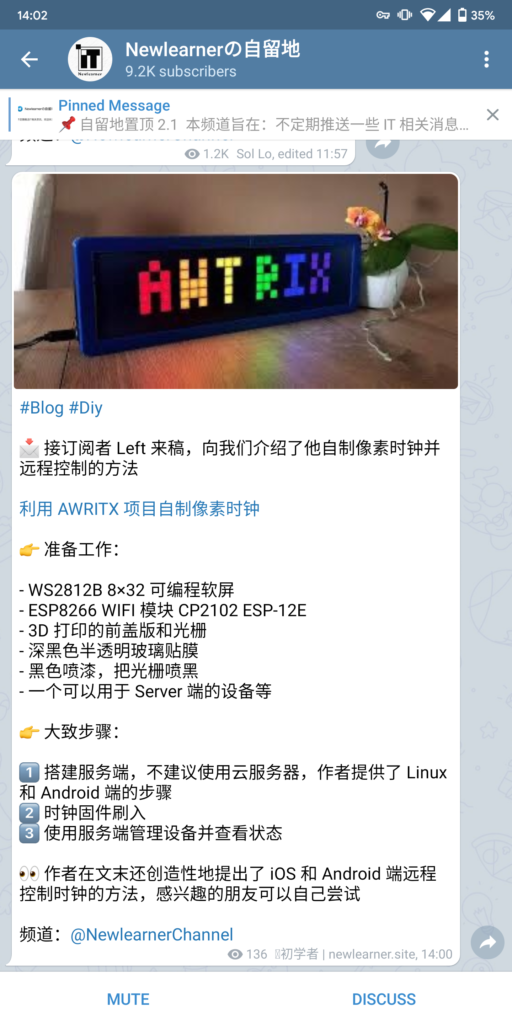 14:02
35%
iT
NewLearner
Newlearnerの自留地
9.2K subscribers
Pinned Message
📌 自留地置顶 2.1 本频道旨在：不定期推送一些 IT 相关消息…
1.2K Sol Lo, edited 11:57
AWTRIX
#Blog #Diy
📩 接订阅者 Left 来稿，向我们介绍了他自制像素时钟并
远程控制的方法
利用 AWRITX 项目自制像素时钟
👉 准备工作：
- WS2812B 8×32 可编程软屏
- ESP8266 WIFI 模块 CP2102 ESP-12E
- 3D 打印的前盖版和光栅
- 深黑色半透明玻璃贴膜
- 黑色喷漆，把光栅喷黑
- 一个可以用于 Server 端的设备等
👉 大致步骤：
1️⃣ 搭建服务端，不建议使用云服务器，作者提供了 Linux
和 Android 端的步骤
2️⃣ 时钟固件刷入
3️⃣ 使用服务端管理设备并查看状态
👀 作者在文末还创造性地提出了 iOS 和 Android 端远程
控制时钟的方法，感兴趣的朋友可以自己尝试
频道：@NewlearnerChannel
136 初学者 | newlearner.site, 14:00
MUTE
DISCUSS